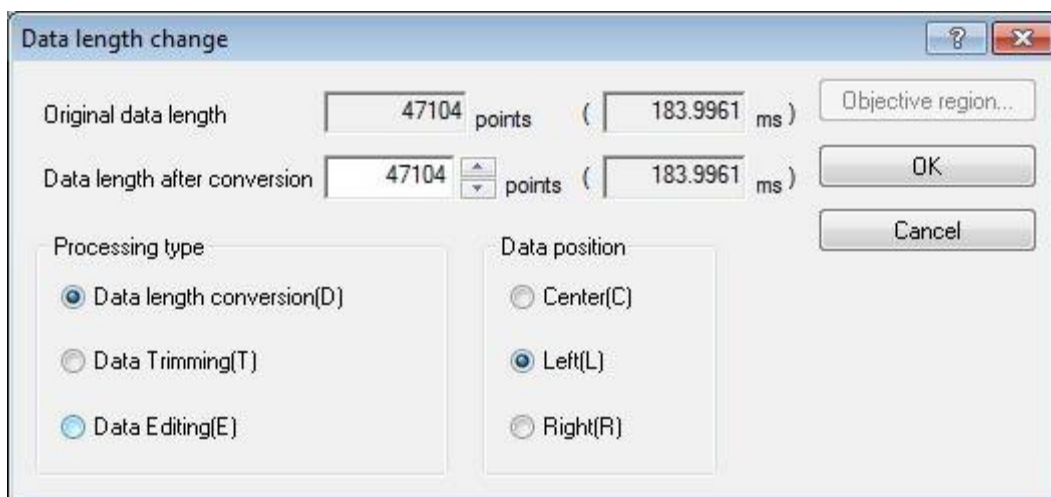 Data length change
?
Original data length 47104 points ( 183.9961 ms )
Objective region...
Data length after conversion 47104 points ( 183.9961 ms )
OK
Cancel
Processing type
Data length conversion(D)
Data Trimming(T)
Data Editing(E)
Data position
Center(C)
Left(L)
Right(R)